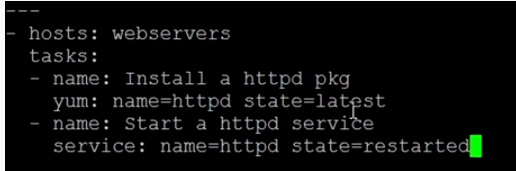 ---
- hosts: webservers
  tasks:
  - name: Install a httpd pkg
    yum: name=httpd state=latest
  - name: Start a httpd service
    service: name=httpd state=restarted